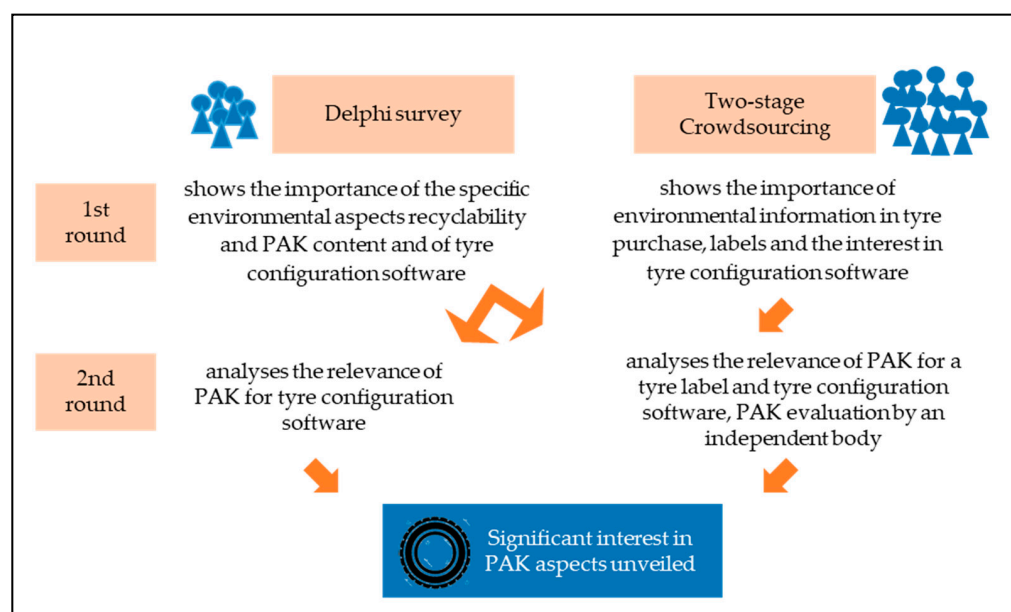 Delphi survey
Two-stage
Crowdsourcing
1st
round
shows the importance of the specific
environmental aspects recyclability
and PAK content and of tyre
configuration software
shows the importance of
environmental information in tyre
purchase, labels and the interest in
tyre configuration software
2nd
round
analyses the relevance of
PAK for tyre configuration
software
analyses the relevance of PAK for a
tyre label and tyre configuration
software, PAK evaluation by an
independent body
Significant interest in
PAK aspects unveiled